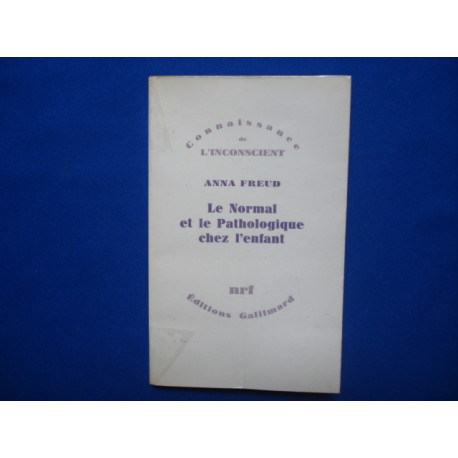 Connaissance
de
L'INCONSCIENT
ANNA FREUD
Le Normal
et le Pathologique
chez l'enfant
nrf
Éditions Gallimard